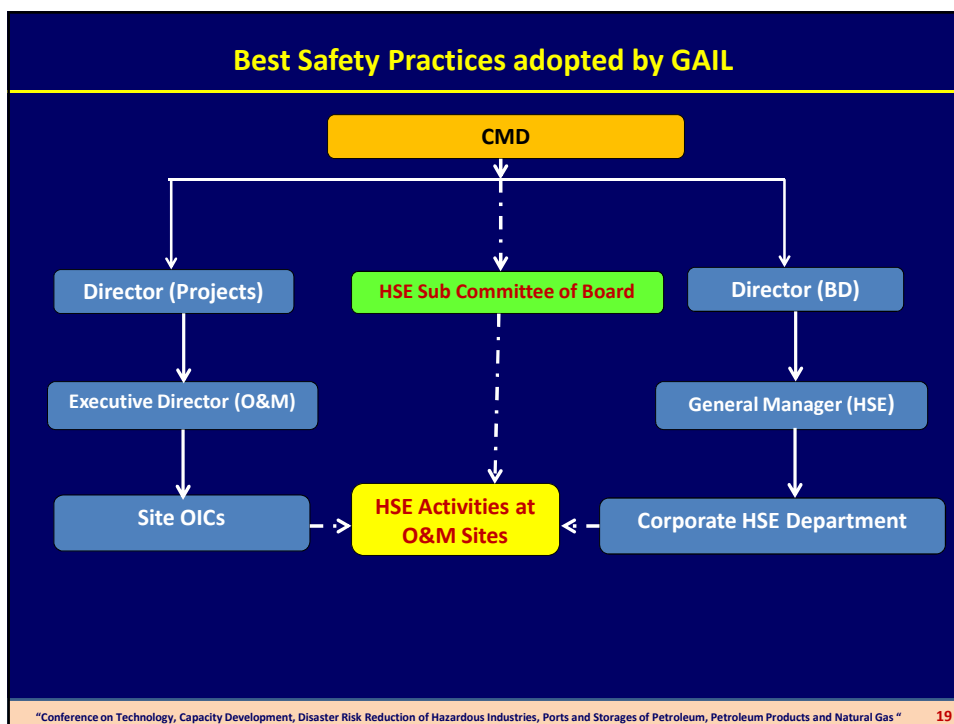 Best Safety Practices adopted by GAIL
CMD
Director (Projects)
HSE Sub Committee of Board
Director (BD)
Executive Director (O&M)
General Manager (HSE)
Site OICs
HSE Activities at
O&M Sites
Corporate HSE Department
“Conference on Technology, Capacity Development, Disaster Risk Reduction of Hazardous Industries, Ports and Storages of Petroleum, Petroleum Products and Natural Gas “ 19